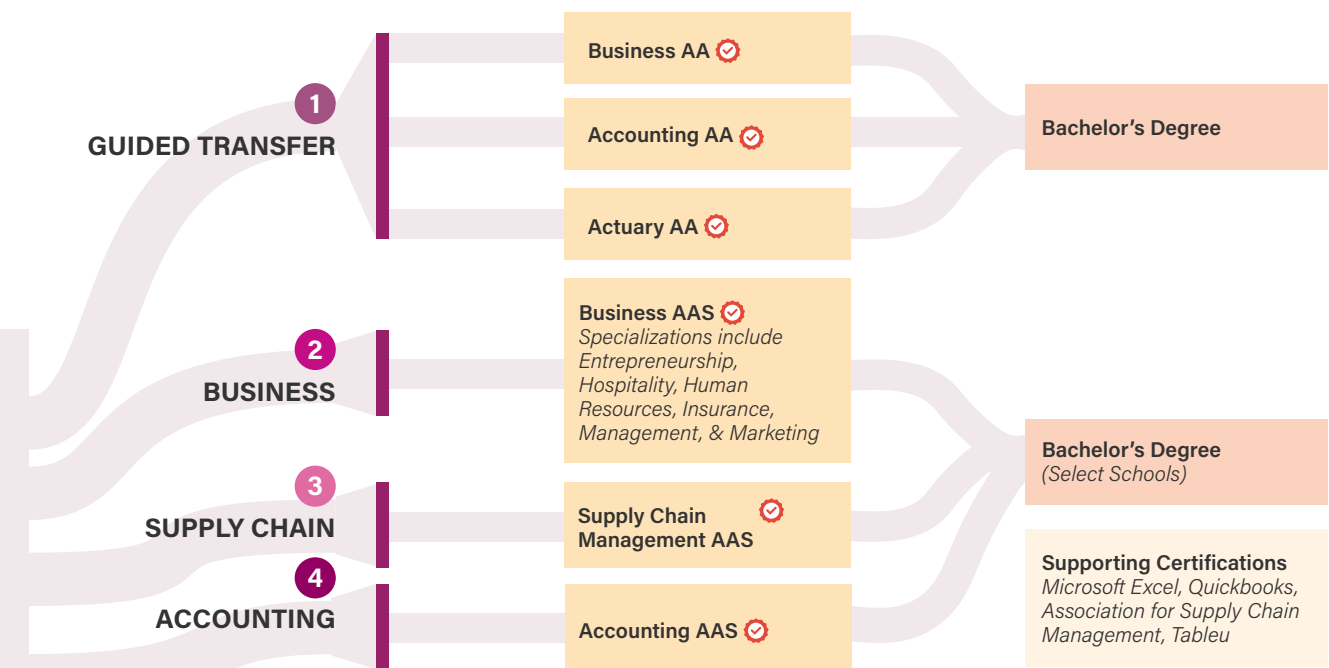 1
GUIDED TRANSFER
Business AA
Accounting AA
Actuary AA
Bachelor's Degree
2
BUSINESS
Business AAS
Specializations include
Entrepreneurship,
Hospitality, Human
Resources, Insurance,
Management, & Marketing
3
SUPPLY CHAIN
Supply Chain
Management AAS
4
ACCOUNTING
Accounting AAS
Bachelor's Degree
(Select Schools)
Supporting Certifications
Microsoft Excel, Quickbooks,
Association for Supply Chain
Management, Tableu